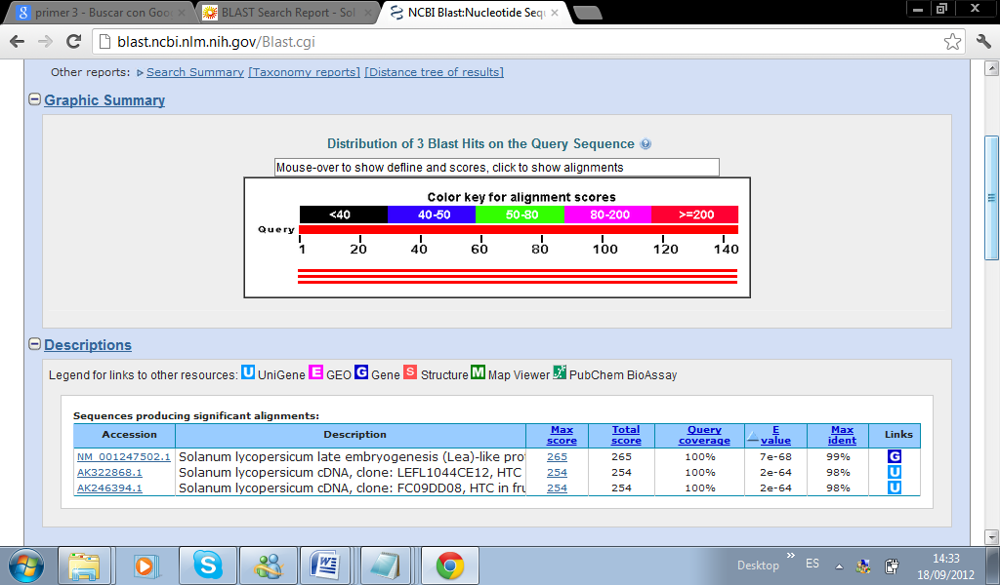 primer 3 - Buscar con Goo
BLAST Search Report - Sol
NCBI Blast:Nucleotide Sequ
blast.ncbi.nlm.nih.gov/Blast.cgi
Other reports: Search Summary [Taxonomy reports] [Distance tree of results]
Graphic Summary
Distribution of 3 Blast Hits on the Query Sequence
Mouse-over to show defline and scores, click to show alignments
Color key for alignment scores
<40 40-50 50-80 80-200 >=200
Query
1 20 40 60 80 100 120 140
Descriptions
Legend for links to other resources: U UniGene E GEO G Gene S Structure M Map Viewer PubChem BioAssay
Sequences producing significant alignments:
Accession Description Max score Total score Query coverage E value Max ident Links
NM_001247502.1 Solanum lycopersicum late embryogenesis (Lea)-like pro 265 265 100% 7e-68 99% G
AK322868.1 Solanum lycopersicum cDNA, clone: LEFL1044CE12, HTC 254 254 100% 2e-64 98% U
AK246394.1 Solanum lycopersicum cDNA, clone: FC09DD08, HTC in fru 254 254 100% 2e-64 98% U
Desktop » ES 14:33
18/09/2012